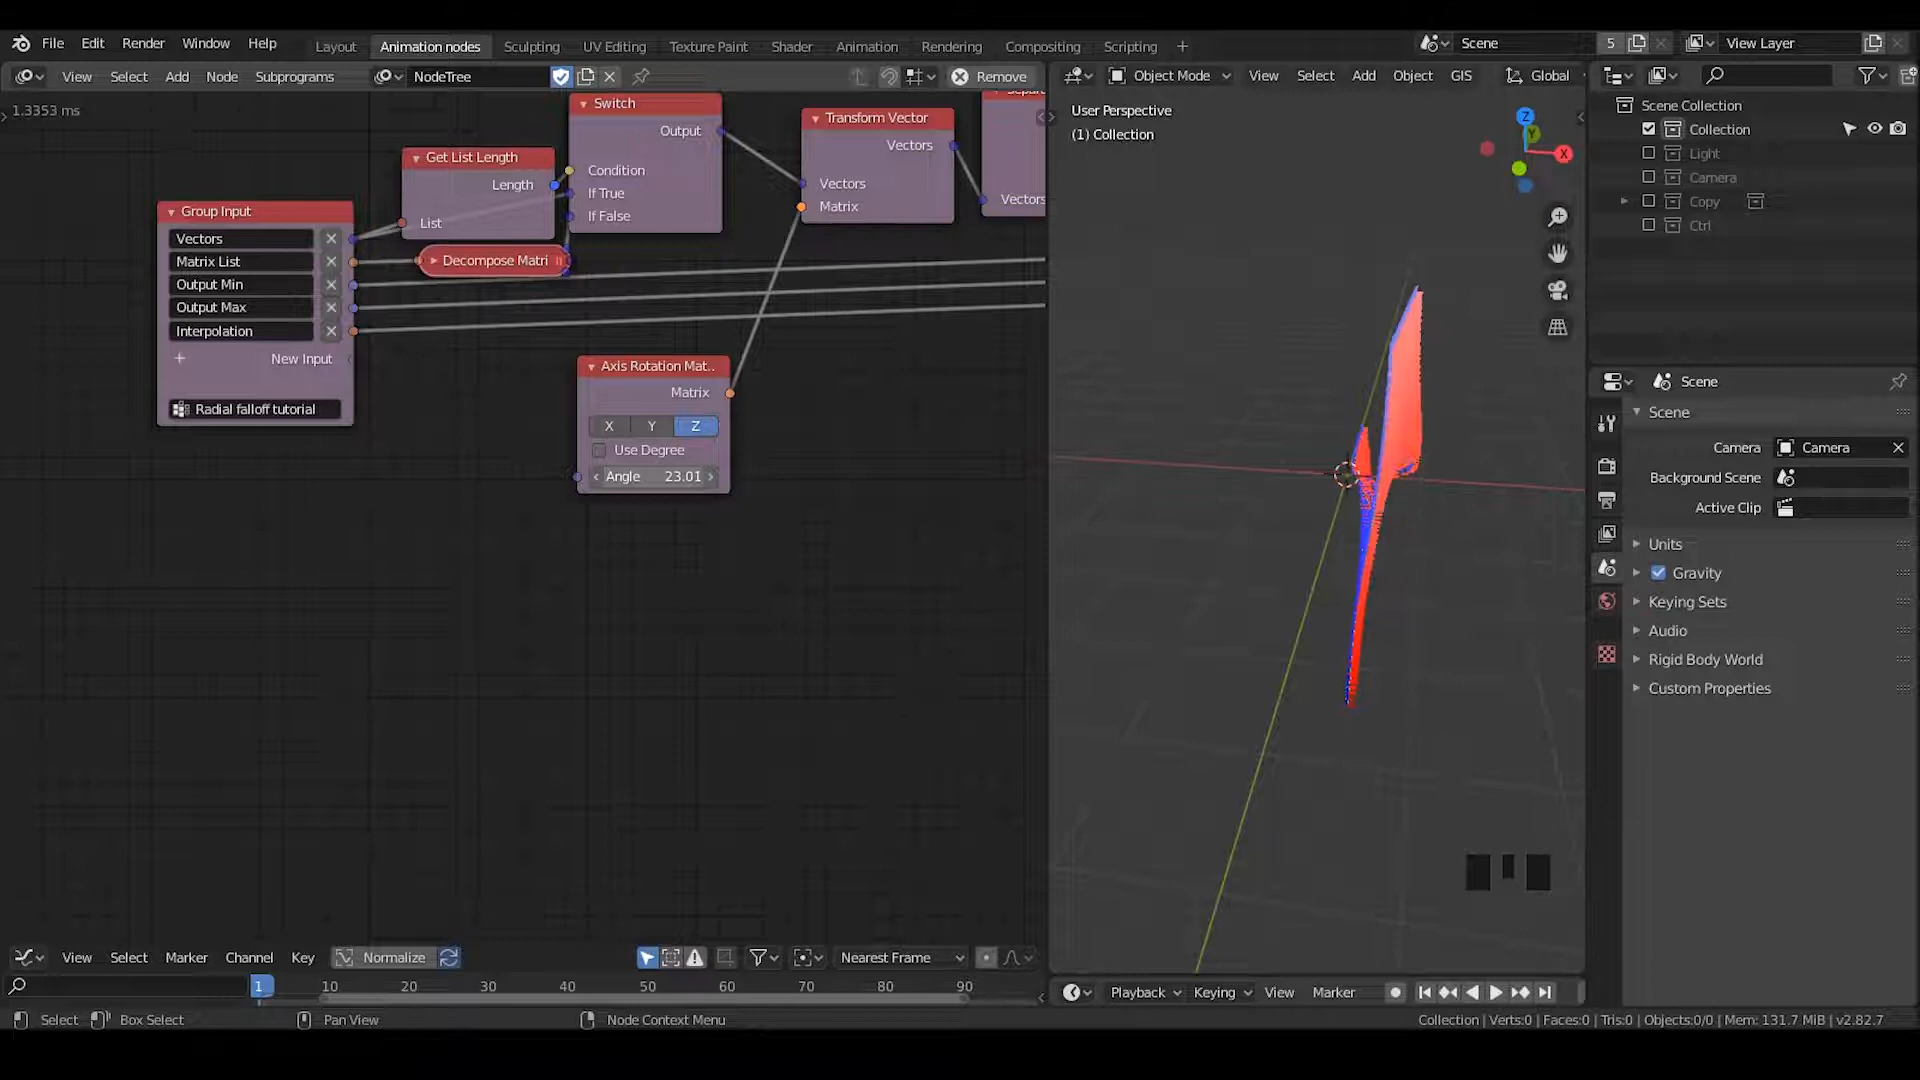 File Edit Render Window Help
Layout Animation nodes Sculpting UV Editing Texture Paint Shader Animation Rendering Compositing Scripting +
Scene 5 View Layer
View Select Add Node Subprograms NodeTree Remove
Object Mode View Select Add Object GIS Global
1.3353 ms
Switch
Output
Condition
If True
If False
Get List Length
Length
List
Decompose Matri
Transform Vector
Vectors
Vectors
Matrix
Vectors
Group Input
Vectors
Matrix List
Output Min
Output Max
Interpolation
New Input
Radial falloff tutorial
Axis Rotation Mat..
Matrix
X Y Z
Use Degree
Angle 23.01
User Perspective
(1) Collection
Z
Y
X
Scene Collection
Collection
Light
Camera
Copy
Ctrl
Scene
Scene
Camera Camera
Background Scene
Active Clip
Units
Gravity
Keying Sets
Audio
Rigid Body World
Custom Properties
View Select Marker Channel Key Normalize Nearest Frame
1 10 20 30 40 50 60 70 80 90
Playback Keying View Marker
Select Box Select Pan View Node Context Menu
Collection | Verts:0 | Faces:0 | Tris:0 | Objects:0/0 | Mem: 131.7 MiB | v2.82.7